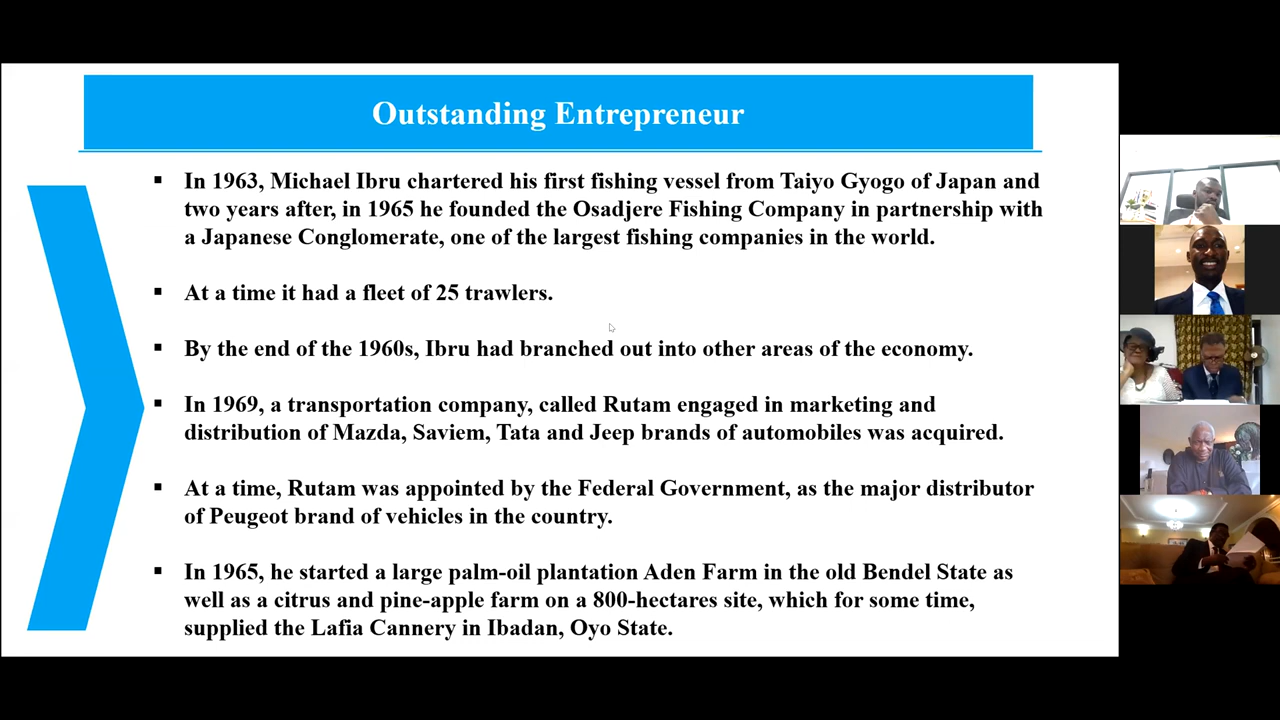 Outstanding Entrepreneur
▪ In 1963, Michael Ibru chartered his first fishing vessel from Taiyo Gyogo of Japan and
two years after, in 1965 he founded the Osadjere Fishing Company in partnership with
a Japanese Conglomerate, one of the largest fishing companies in the world.
▪ At a time it had a fleet of 25 trawlers.
▪ By the end of the 1960s, Ibru had branched out into other areas of the economy.
▪ In 1969, a transportation company, called Rutam engaged in marketing and
distribution of Mazda, Saviem, Tata and Jeep brands of automobiles was acquired.
▪ At a time, Rutam was appointed by the Federal Government, as the major distributor
of Peugeot brand of vehicles in the country.
▪ In 1965, he started a large palm-oil plantation Aden Farm in the old Bendel State as
well as a citrus and pine-apple farm on a 800-hectares site, which for some time,
supplied the Lafia Cannery in Ibadan, Oyo State.